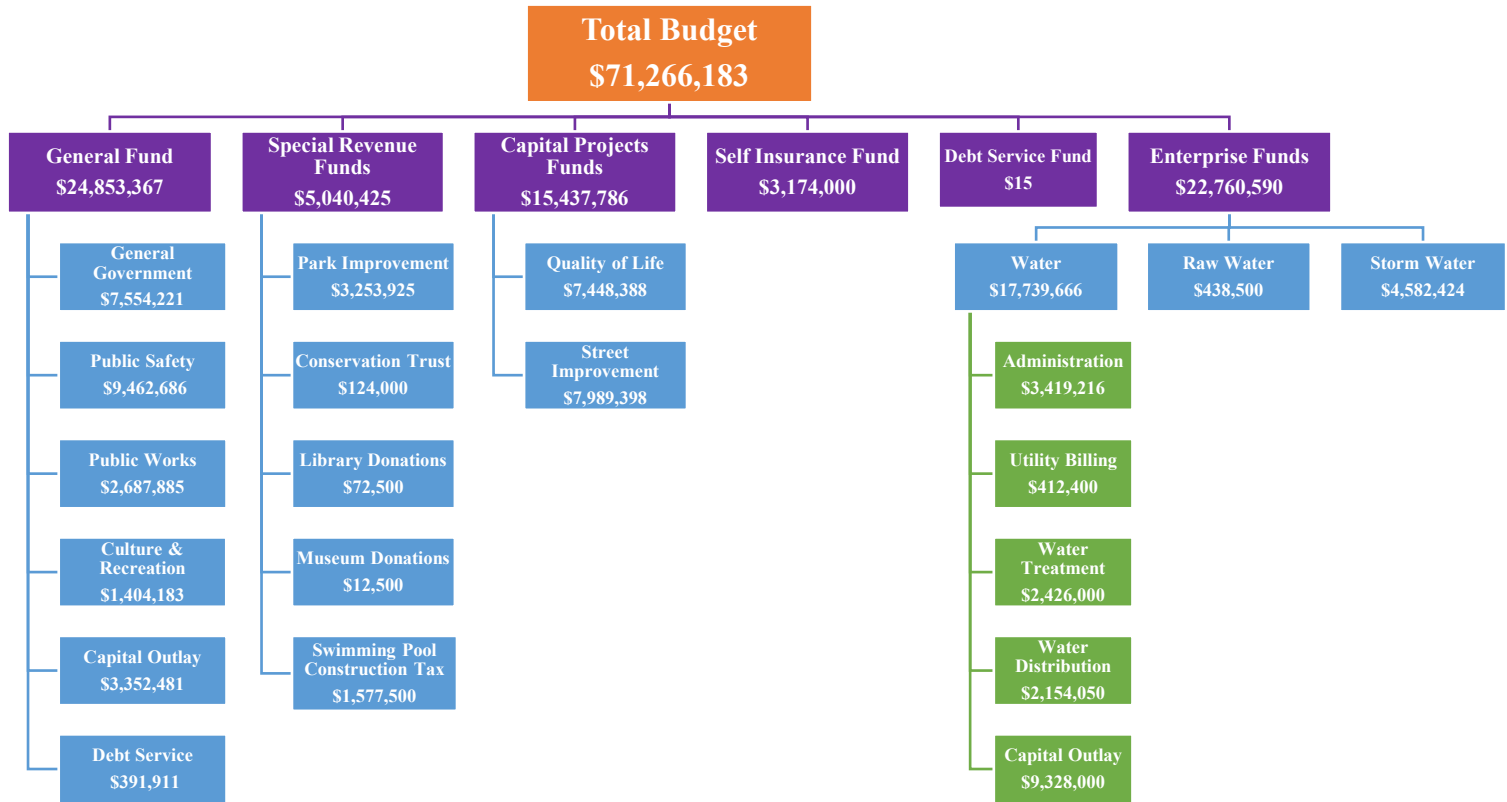 Total Budget
$71,266,183
General Fund
$24,853,367
Special Revenue
Funds
$5,040,425
Capital Projects
Funds
$15,437,786
Self Insurance Fund
$3,174,000
Debt Service Fund
$15
Enterprise Funds
$22,760,590
General
Government
$7,554,221
Public Safety
$9,462,686
Public Works
$2,687,885
Culture &
Recreation
$1,404,183
Capital Outlay
$3,352,481
Debt Service
$391,911
Park Improvement
$3,253,925
Conservation Trust
$124,000
Library Donations
$72,500
Museum Donations
$12,500
Swimming Pool
Construction Tax
$1,577,500
Quality of Life
$7,448,388
Street
Improvement
$7,989,398
Water
$17,739,666
Raw Water
$438,500
Storm Water
$4,582,424
Administration
$3,419,216
Utility Billing
$412,400
Water
Treatment
$2,426,000
Water
Distribution
$2,154,050
Capital Outlay
$9,328,000